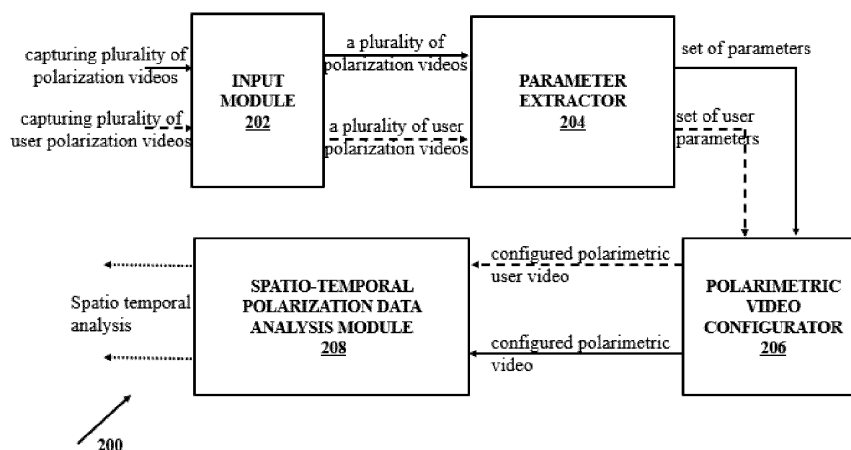 capturing plurality of
polarization videos
capturing plurality of
user polarization videos
INPUT
MODULE
202
a plurality of
polarization videos
a plurality of user
polarization videos
PARAMETER
EXTRACTOR
204
set of parameters
set of user
parameters
Spatio temporal
analysis
SPATIO-TEMPORAL
POLARIZATION DATA
ANALYSIS MODULE
208
configured polarimetric
user video
configured polarimetric
video
POLARIMETRIC
VIDEO
CONFIGURATOR
206
200